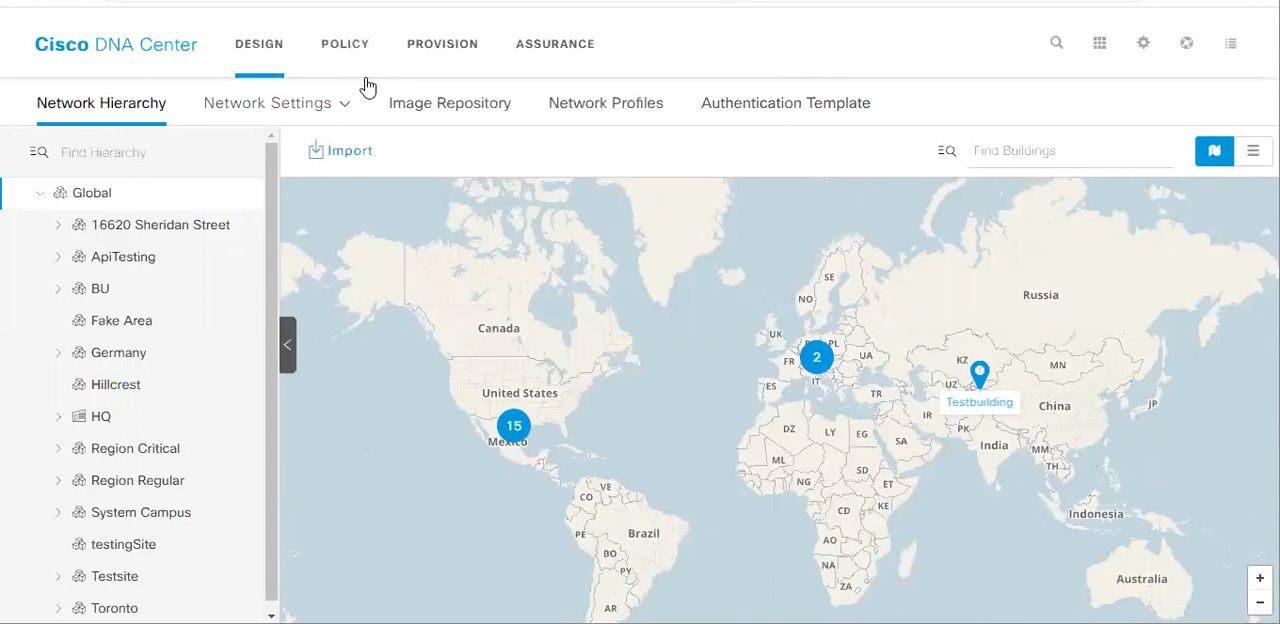 Cisco DNA Center DESIGN POLICY PROVISION ASSURANCE
Network Hierarchy Network Settings Image Repository Network Profiles Authentication Template
Find Hierarchy
Import
Find Buildings
Global
16620 Sheridan Street
ApiTesting
BU
Fake Area
Germany
Hillcrest
HQ
Region Critical
Region Regular
System Campus
testingSite
Testsite
Toronto
SE
NO
Russia
Canada
UK
PL
2
FR
UA
KZ
MN
IT
ES
United States
TR
UZ
Testbuilding
China
JP
15
Mexico
DZ
LY
EG
SA
IR
PK
India
MM
TH
ML
NG
SD
ET
VE
CO
CD
KE
Indonesia
PE
Brazil
BO
PY
AO
NA
ZA
AR
Australia
+
−